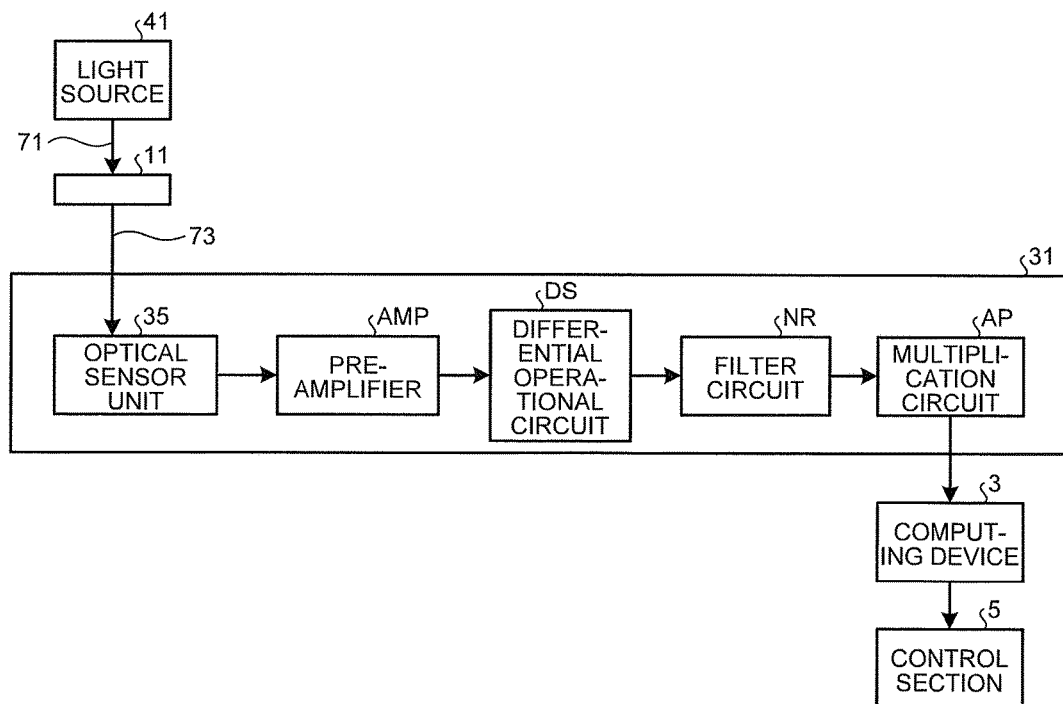 41
LIGHT
SOURCE
71
11
73
31
35
OPTICAL
SENSOR
UNIT
AMP
PRE-
AMPLIFIER
DS
DIFFER-
ENTIAL
OPERA-
TIONAL
CIRCUIT
NR
FILTER
CIRCUIT
AP
MULTIPLI-
CATION
CIRCUIT
3
COMPUT-
ING DEVICE
5
CONTROL
SECTION